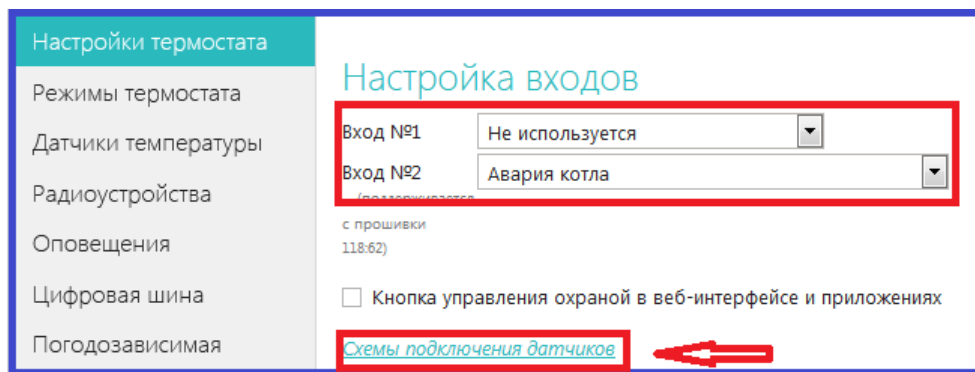 Настройки термостата
Режимы термостата
Датчики температуры
Радиоустройства
Оповещения
Цифровая шина
Погодозависимая
Настройка входов
Вход №1 Не используется
Вход №2 Авария котла
(поддерживается
с прошивки
118:62)
Кнопка управления охраной в веб-интерфейсе и приложениях
Схемы подключения датчиков